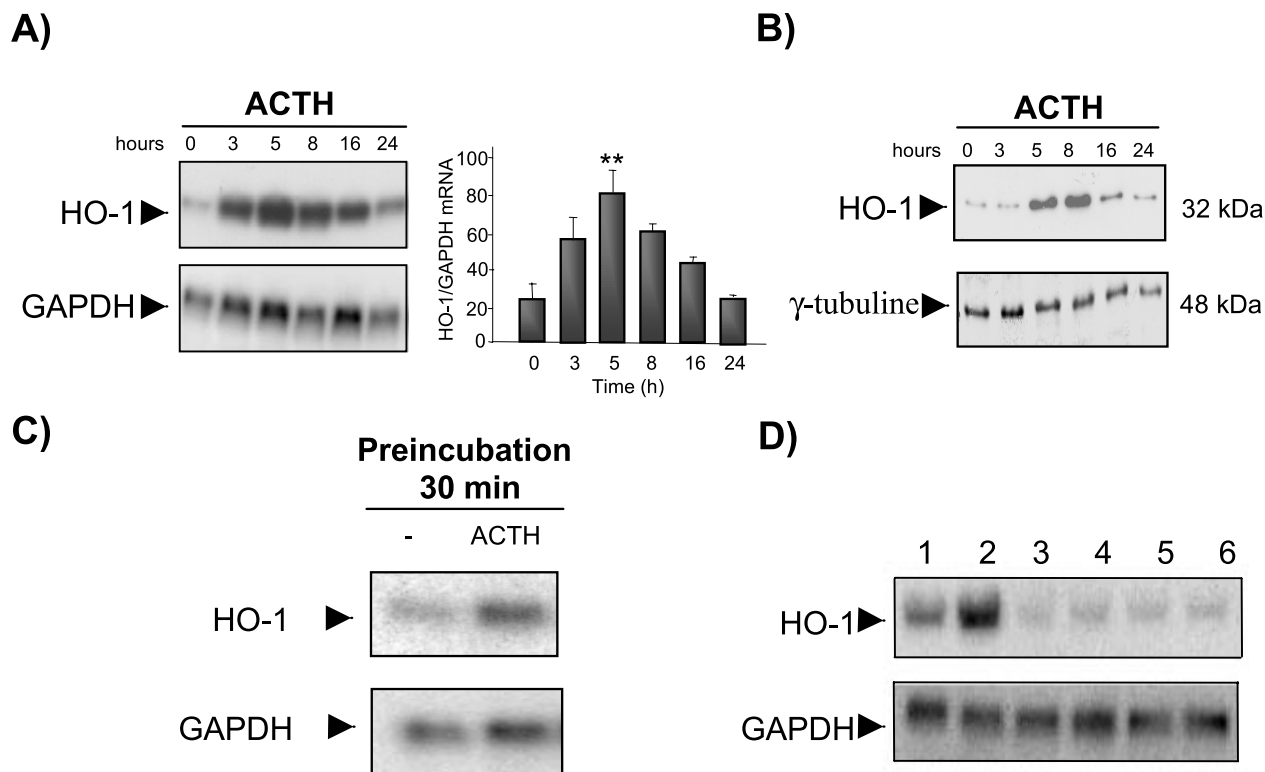 A)
ACTH
hours 0 3 5 8 16 24
HO-1
GAPDH
HO-1/GAPDH mRNA
100
80
60
40
20
0
**
0 3 5 8 16 24
Time (h)
B)
ACTH
hours 0 3 5 8 16 24
HO-1 32 kDa
γ-tubuline 48 kDa
C)
Preincubation
30 min
- ACTH
HO-1
GAPDH
D)
1 2 3 4 5 6
HO-1
GAPDH